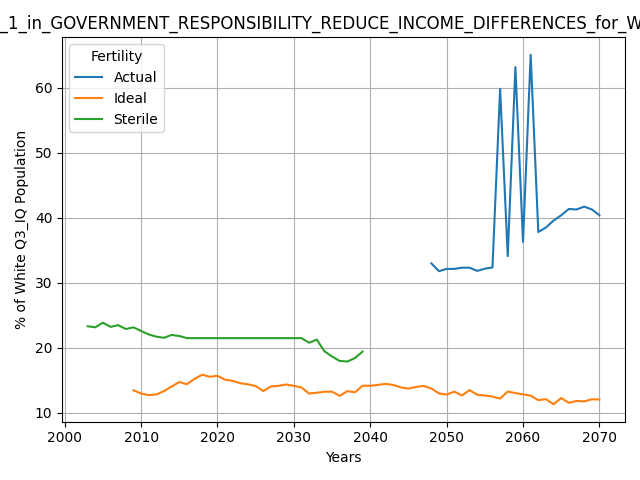 _1_in_GOVERNMENT_RESPONSIBILITY_REDUCE_INCOME_DIFFERENCES_for_W
Fertility
Actual
Ideal
Sterile
% of White Q3_IQ Population
60
50
40
30
20
10
2000 2010 2020 2030 2040 2050 2060 2070
Years